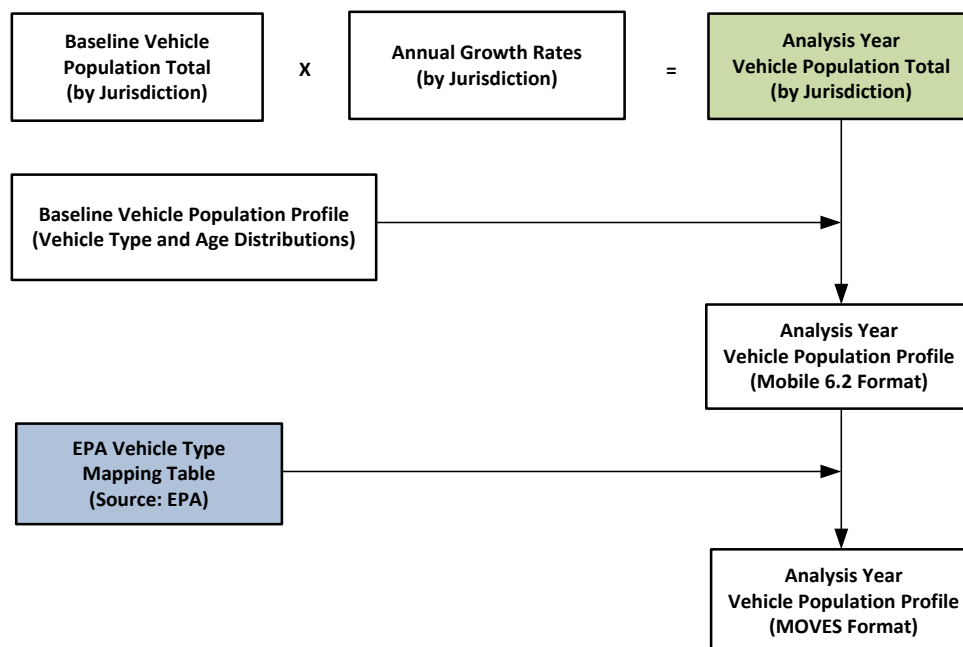 Baseline Vehicle
Population Total
(by Jurisdiction)
X
Annual Growth Rates
(by Jurisdiction)
=
Analysis Year
Vehicle Population Total
(by Jurisdiction)
Baseline Vehicle Population Profile
(Vehicle Type and Age Distributions)
Analysis Year
Vehicle Population Profile
(Mobile 6.2 Format)
EPA Vehicle Type
Mapping Table
(Source: EPA)
Analysis Year
Vehicle Population Profile
(MOVES Format)